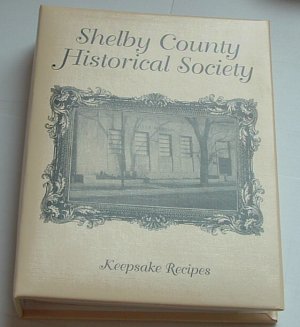 Shelby County
Historical Society
Keepsake Recipes